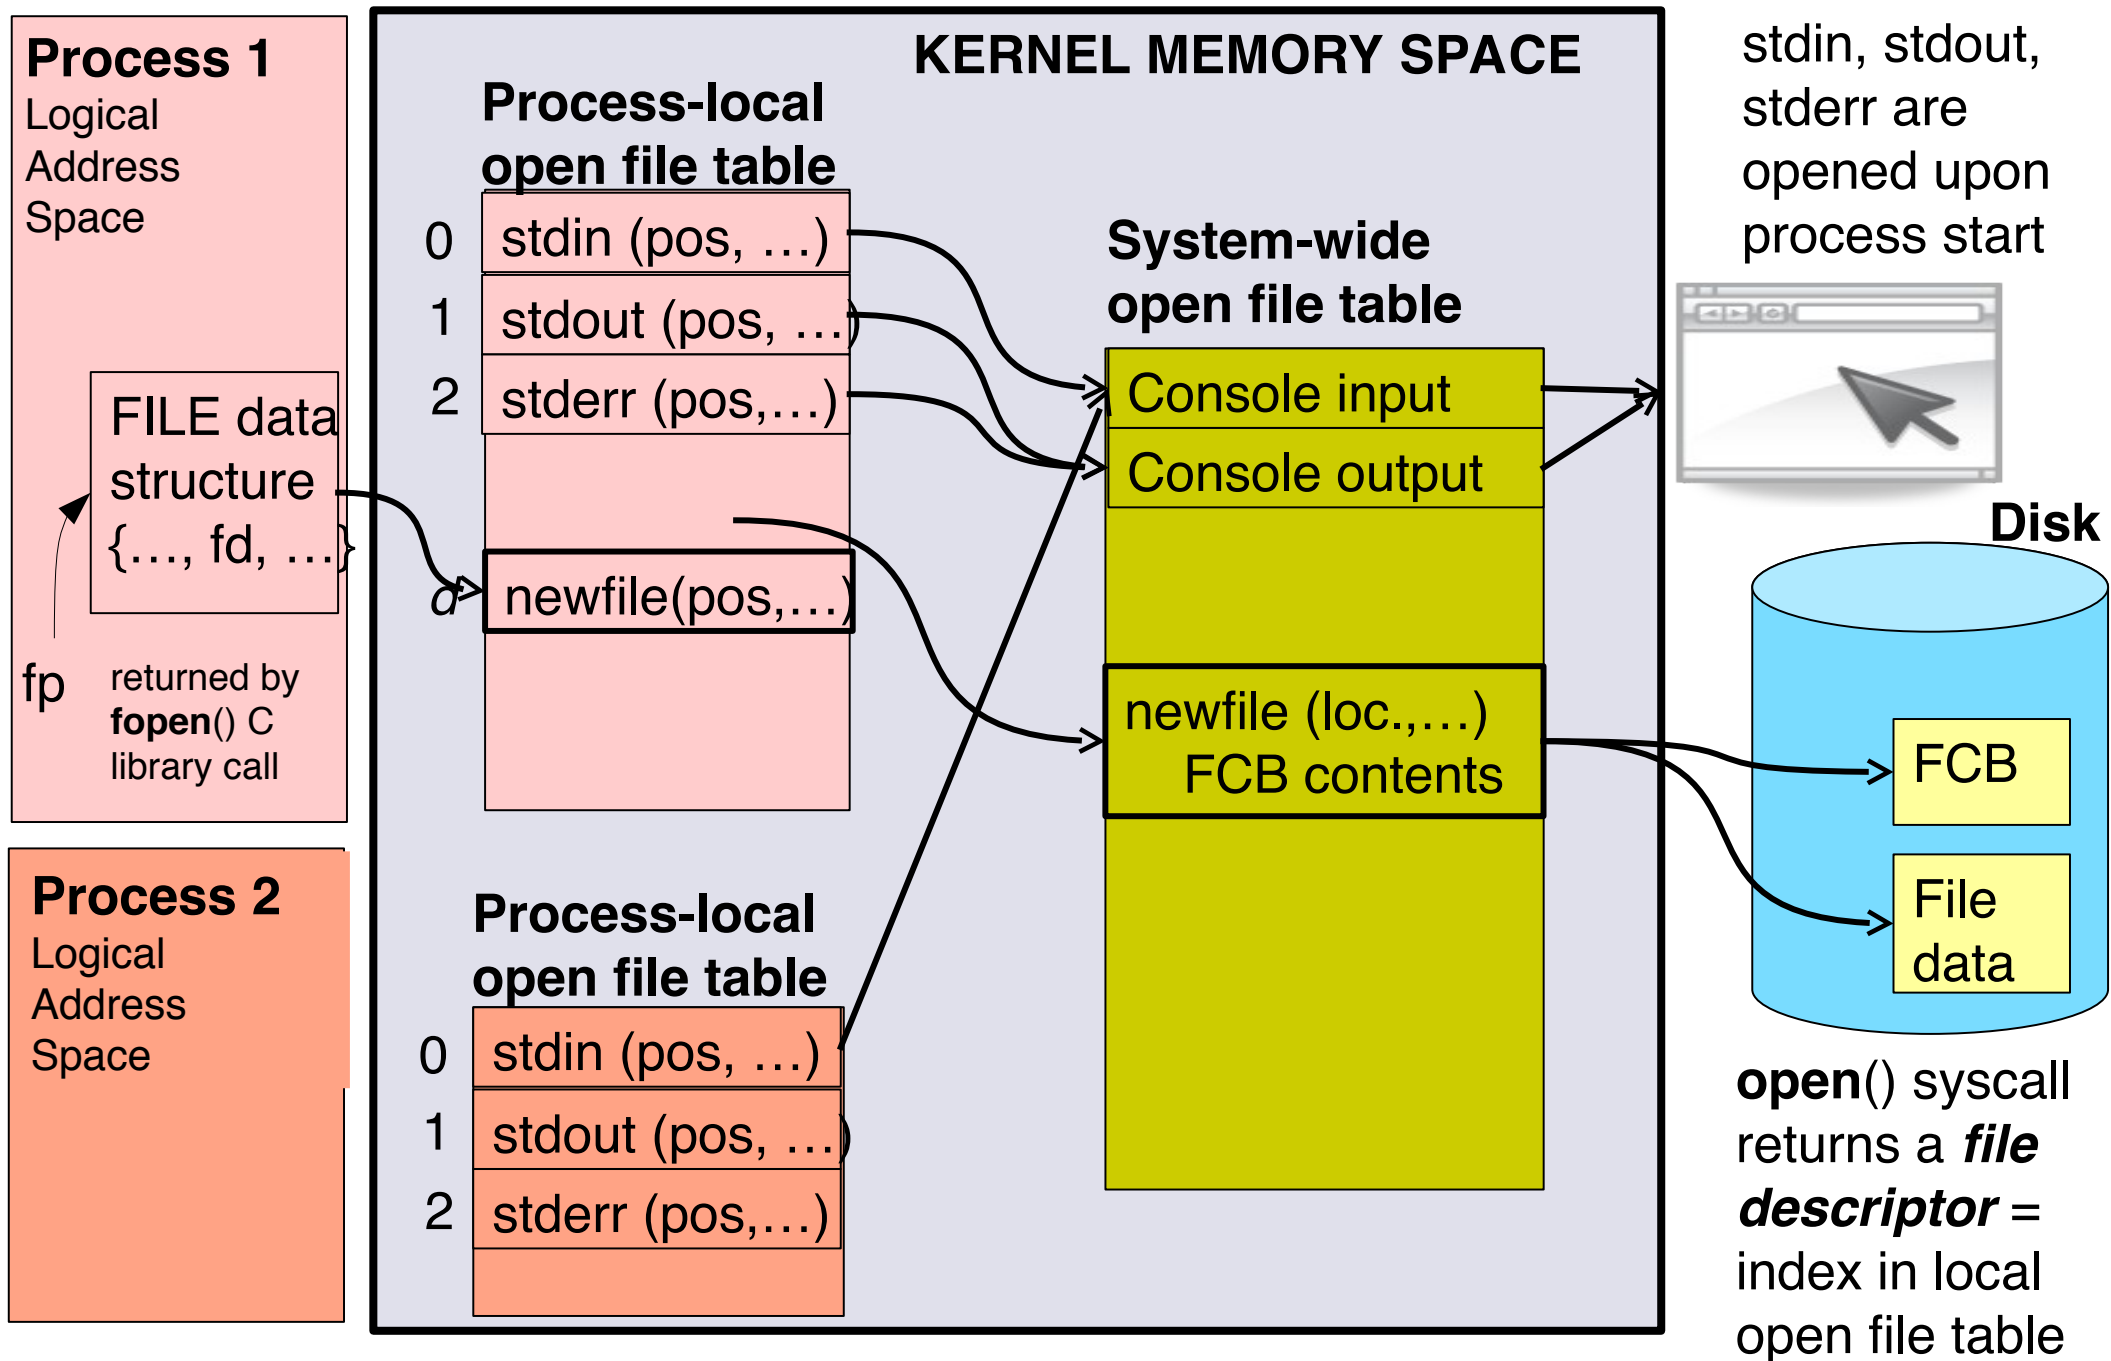 Process 1
Logical
Address
Space
FILE data
structure
{…, fd, …}
fp
returned by
fopen() C
library call
Process 2
Logical
Address
Space
KERNEL MEMORY SPACE
Process-local
open file table
0 stdin (pos, …)
1 stdout (pos, …)
2 stderr (pos,…)
d newfile(pos,…)
System-wide
open file table
Console input
Console output
newfile (loc.,…)
FCB contents
Process-local
open file table
0 stdin (pos, …)
1 stdout (pos, …)
2 stderr (pos,…)
stdin, stdout,
stderr are
opened upon
process start
Disk
FCB
File
data
open() syscall
returns a file
descriptor =
index in local
open file table